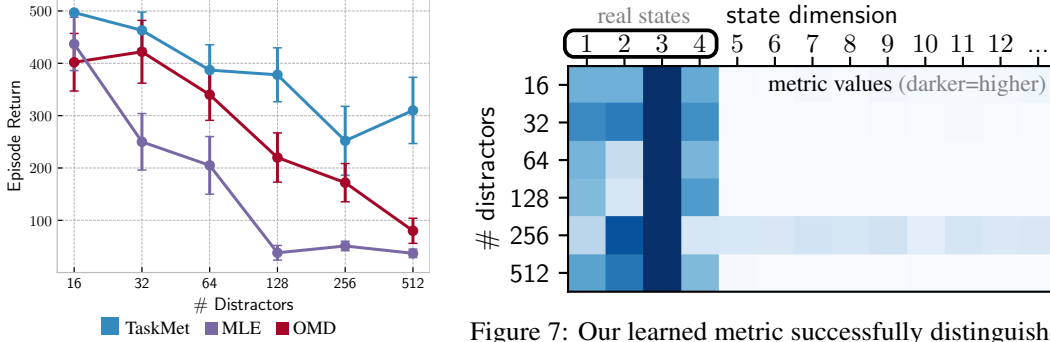 500
400
300
200
100
Episode Return
16 32 64 128 256 512
# Distractors
TaskMet MLE OMD
real states state dimension
1 2 3 4 5 6 7 8 9 10 11 12 ...
metric values (darker=higher)
# distractors
16
32
64
128
256
512
Figure 7: Our learned metric successfully distinguishe